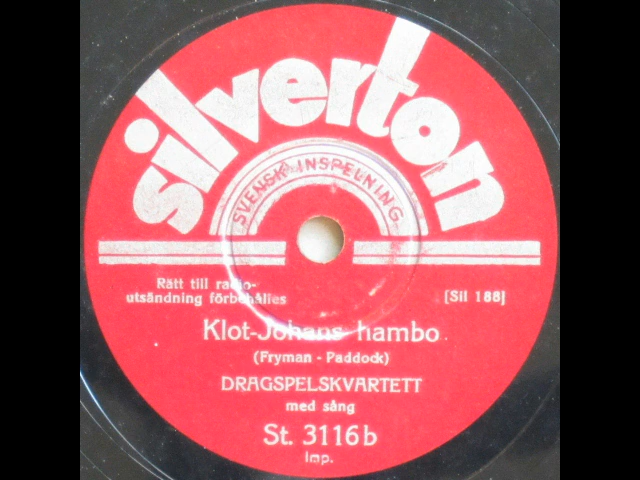 silverton
SVENSK INSPELNING
Rätt till radio-
utsändning förbehålles
[Sil 188]
Klot-Johans hambo
(Fryman - Paddock)
DRAGSPELSKVARTETT
med sång
St. 3116b
Imp.